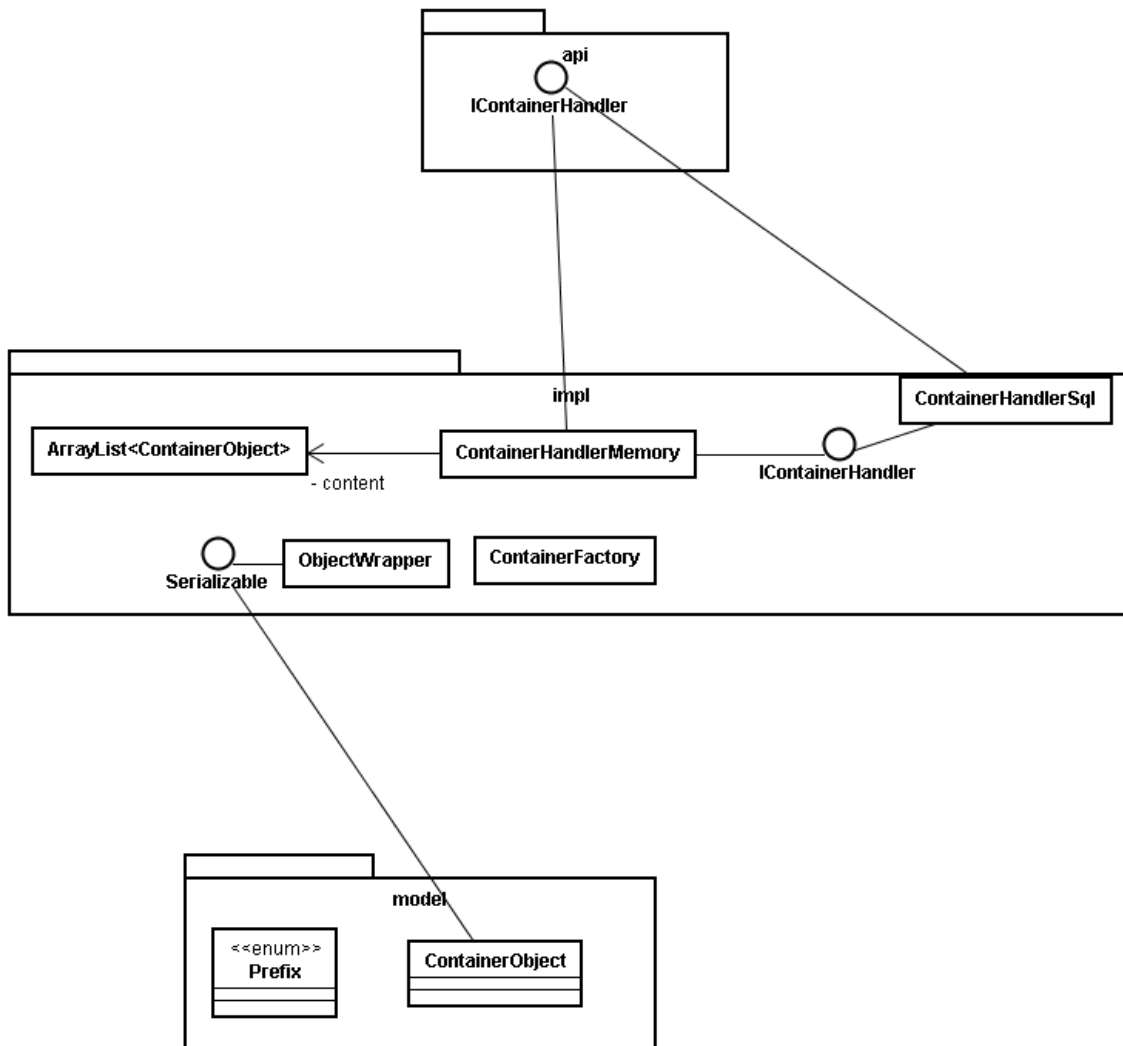 api
IContainerHandler
impl
ContainerHandlerSql
ArrayList<ContainerObject>
ContainerHandlerMemory
IContainerHandler
- content
ObjectWrapper
ContainerFactory
Serializable
model
<<enum>>
Prefix
ContainerObject